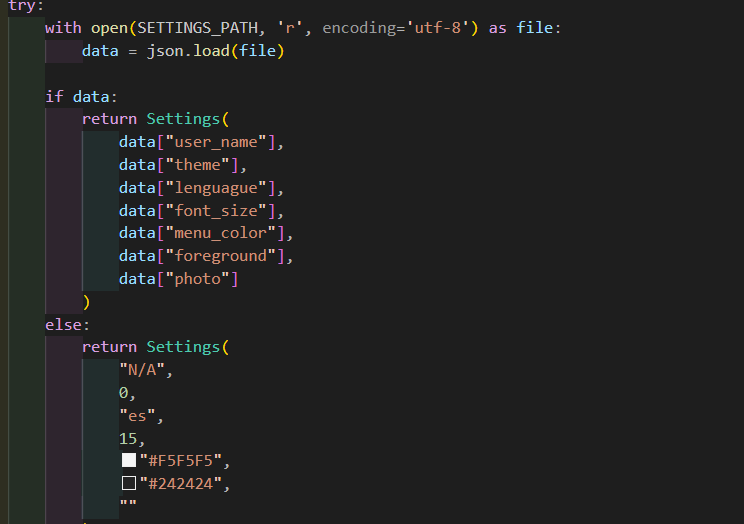 try:
with open(SETTINGS_PATH, 'r', encoding='utf-8') as file:
data = json.load(file)
if data:
return Settings(
data["user_name"],
data["theme"],
data["lenguague"],
data["font_size"],
data["menu_color"],
data["foreground"],
data["photo"]
)
else:
return Settings(
"N/A",
0,
"es",
15,
"#F5F5F5",
"#242424",
""